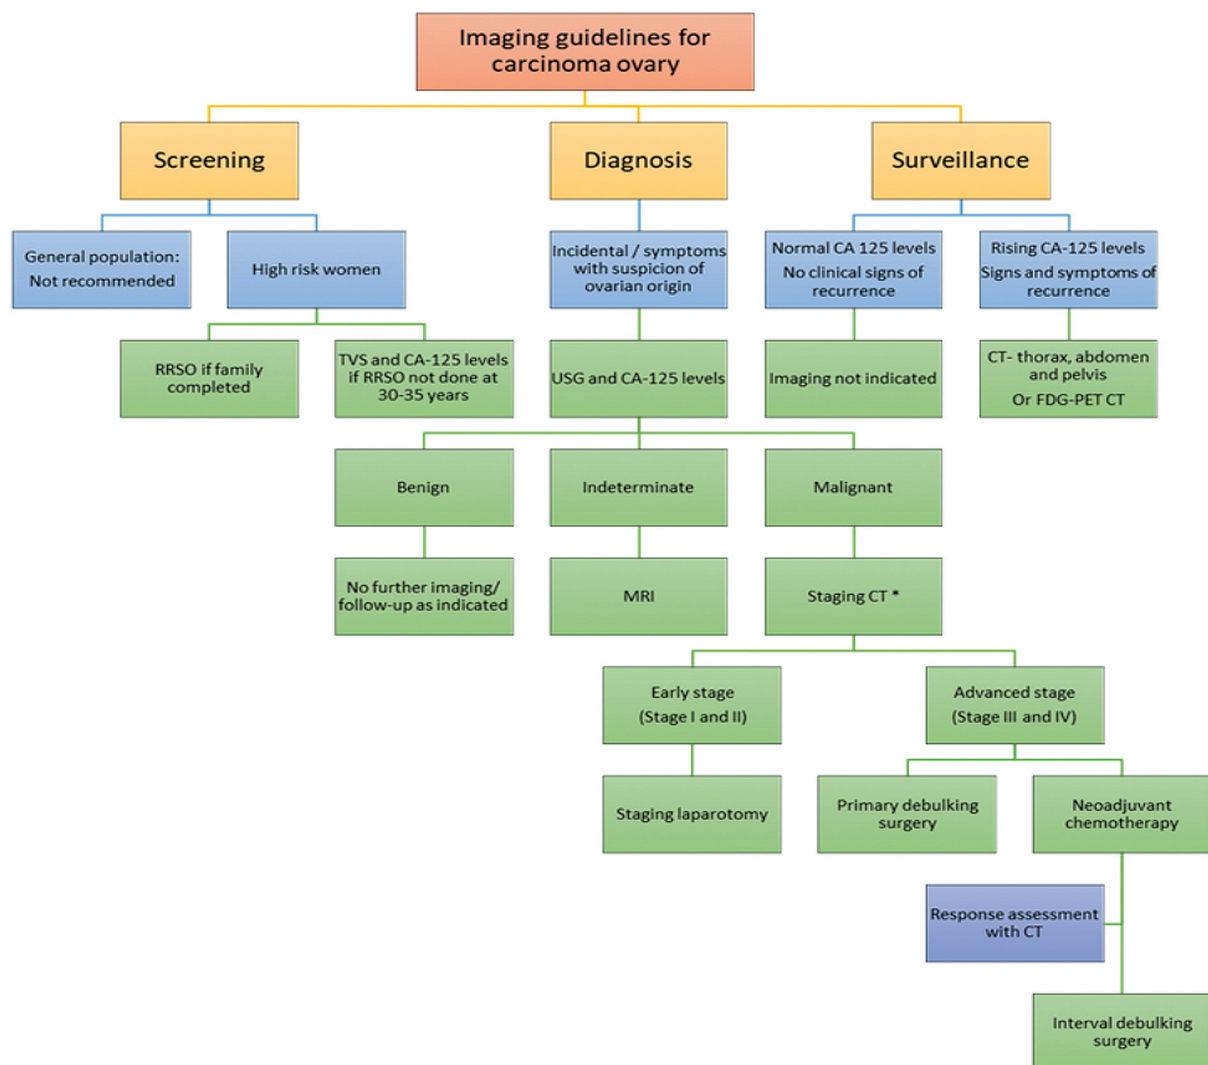 Imaging guidelines for
carcinoma ovary
Screening
Diagnosis
Surveillance
General population:
Not recommended
High risk women
Incidental / symptoms
with suspicion of
ovarian origin
Normal CA 125 levels
No clinical signs of
recurrence
Rising CA-125 levels
Signs and symptoms of
recurrence
RRSO if family
completed
TVS and CA-125 levels
if RRSO not done at
30-35 years
USG and CA-125 levels
Imaging not indicated
CT- thorax, abdomen
and pelvis
Or FDG-PET CT
Benign
Indeterminate
Malignant
No further imaging/
follow-up as indicated
MRI
Staging CT *
Early stage
(Stage I and II)
Advanced stage
(Stage III and IV)
Staging laparotomy
Primary debulking
surgery
Neoadjuvant
chemotherapy
Response assessment
with CT
Interval debulking
surgery